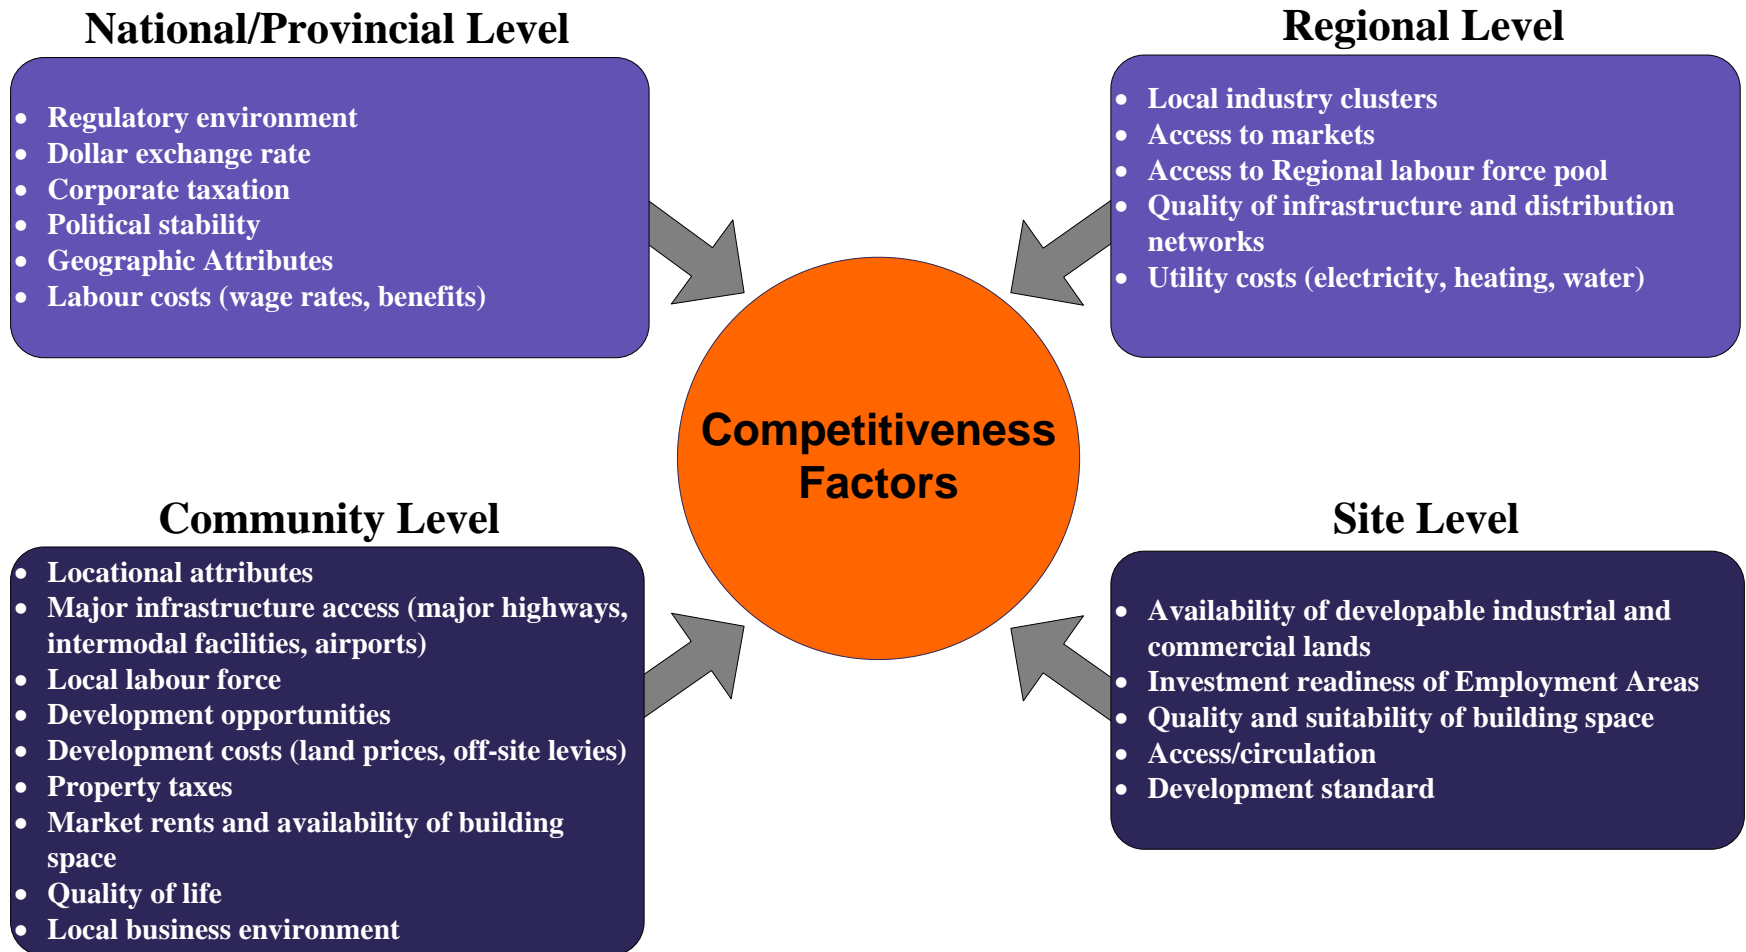 National/Provincial Level
• Regulatory environment
• Dollar exchange rate
• Corporate taxation
• Political stability
• Geographic Attributes
• Labour costs (wage rates, benefits)
Regional Level
• Local industry clusters
• Access to markets
• Access to Regional labour force pool
• Quality of infrastructure and distribution
networks
• Utility costs (electricity, heating, water)
Competitiveness
Factors
Community Level
• Locational attributes
• Major infrastructure access (major highways,
intermodal facilities, airports)
• Local labour force
• Development opportunities
• Development costs (land prices, off-site levies)
• Property taxes
• Market rents and availability of building
space
• Quality of life
• Local business environment
Site Level
• Availability of developable industrial and
commercial lands
• Investment readiness of Employment Areas
• Quality and suitability of building space
• Access/circulation
• Development standard